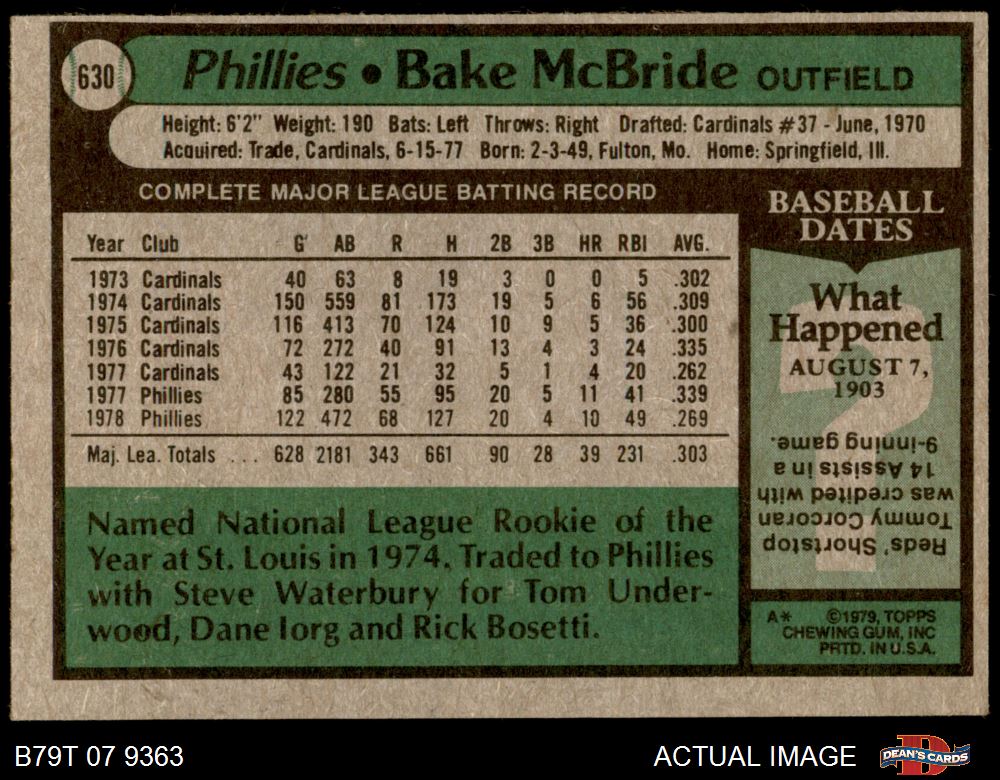 630
Phillies • Bake McBride OUTFIELD
Height: 6'2" Weight: 190 Bats: Left Throws: Right Drafted: Cardinals #37 - June, 1970
Acquired: Trade, Cardinals, 6-15-77 Born: 2-3-49, Fulton, Mo. Home: Springfield, Ill.
COMPLETE MAJOR LEAGUE BATTING RECORD
Year Club G AB R H 2B 3B HR RBI AVG.
1973 Cardinals 40 63 8 19 3 0 0 5 .302
1974 Cardinals 150 559 81 173 19 5 6 56 .309
1975 Cardinals 116 413 70 124 10 9 5 36 .300
1976 Cardinals 72 272 40 91 13 4 3 24 .335
1977 Cardinals 43 122 21 32 5 1 4 20 .262
1977 Phillies 85 280 55 95 20 5 11 41 .339
1978 Phillies 122 472 68 127 20 4 10 49 .269
Maj. Lea. Totals ... 628 2181 343 661 90 28 39 231 .303
Named National League Rookie of the
Year at St. Louis in 1974. Traded to Phillies
with Steve Waterbury for Tom Under-
wood, Dane Iorg and Rick Bosetti.
BASEBALL
DATES
?
What
Happened
AUGUST 7,
1903
Reds' Shortstop
Tommy Corcoran
was credited with
14 Assists in a
9-inning game.
A* ©1979, TOPPS
CHEWING GUM, INC
PRTD. IN U.S.A.
B79T 07 9363
ACTUAL IMAGE
D
DEAN'S CARDS